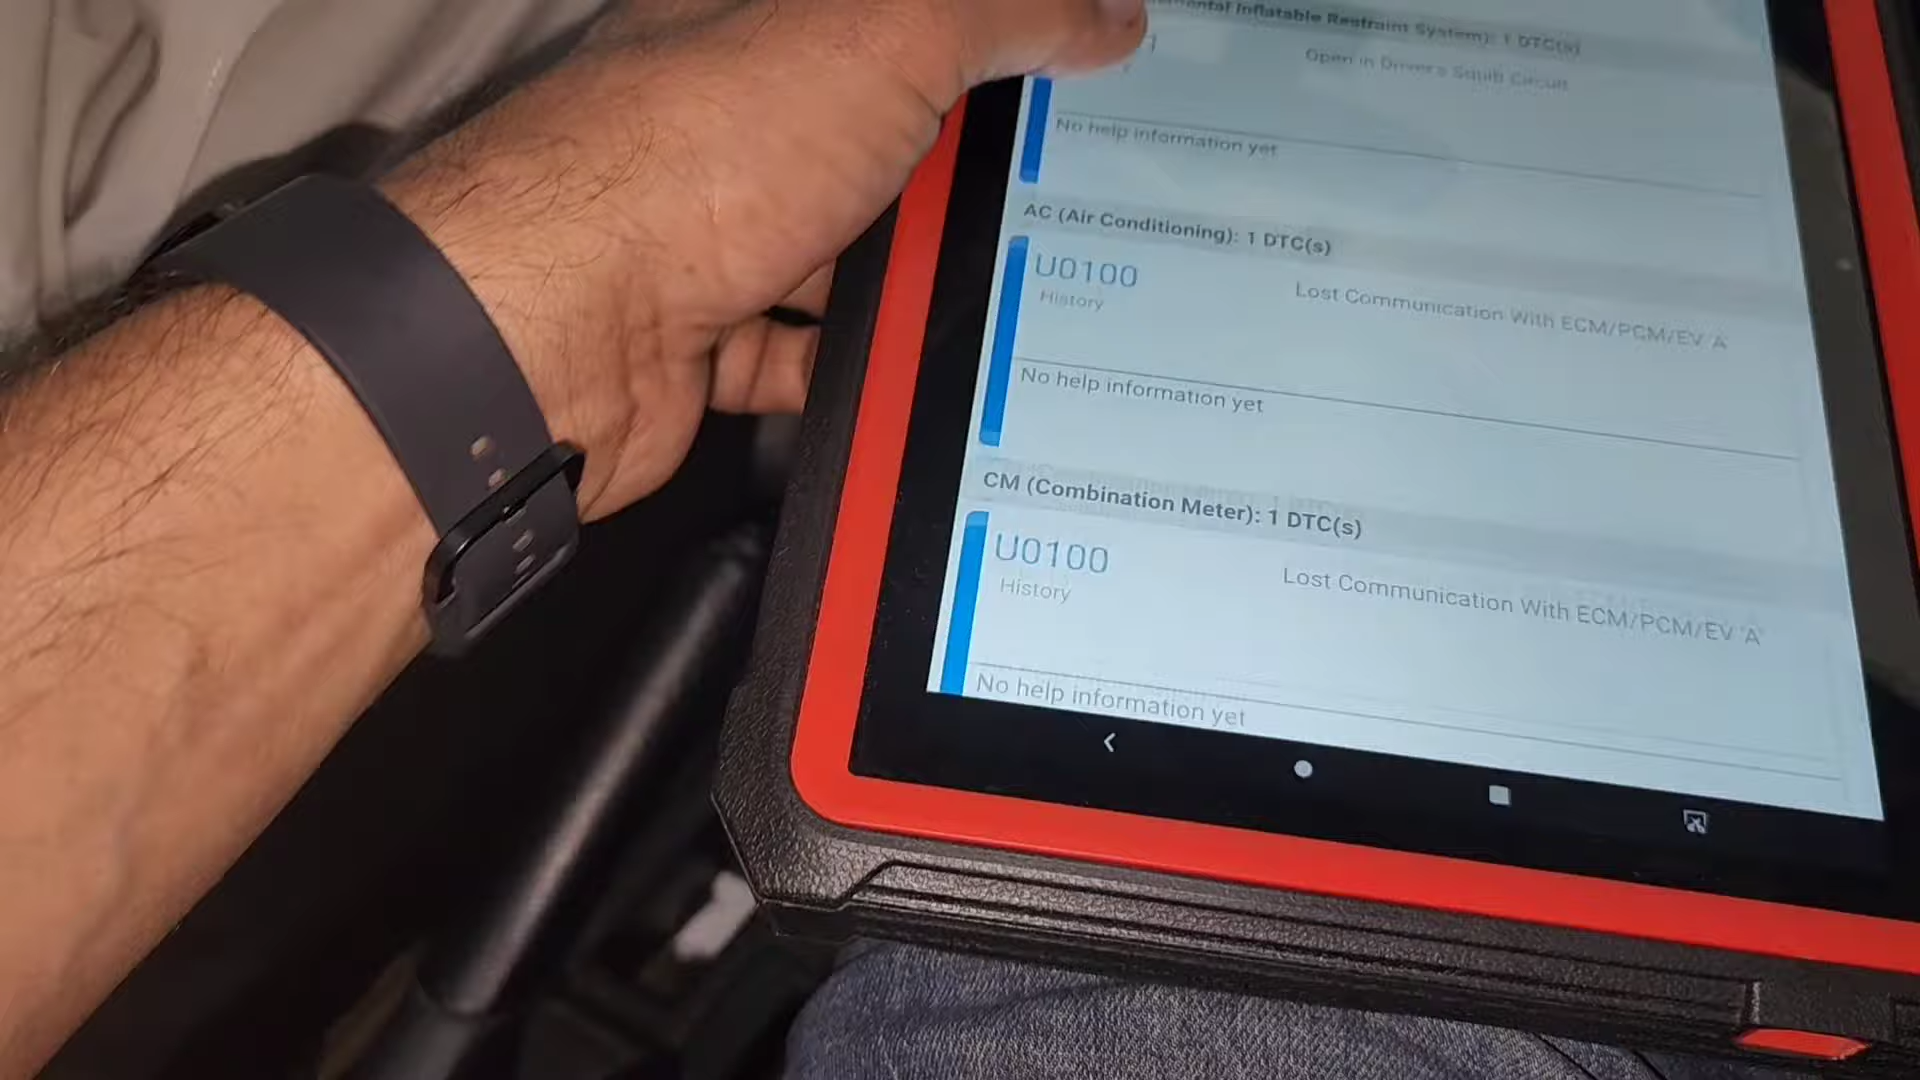 Inflatable Restraint System): 1 DTC(s)
Open in Driver's Squib Circuit
No help information yet
AC (Air Conditioning): 1 DTC(s)
U0100
Lost Communication With ECM/PCM/EV 'A'
History
No help information yet
CM (Combination Meter): 1 DTC(s)
U0100
Lost Communication With ECM/PCM/EV 'A'
History
No help information yet